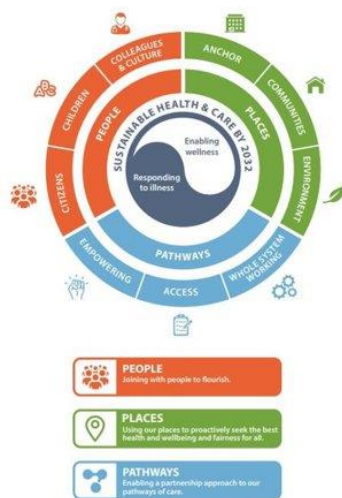 COLLEAGUES
& CULTURE
ANCHOR
CHILDREN
COMMUNITIES
PEOPLE
PLACES
SUSTAINABLE HEALTH & CARE BY 2032
Enabling
wellness
Responding
to illness
CITIZENS
ENVIRONMENT
PATHWAYS
EMPOWERING
ACCESS
WHOLE SYSTEM
WORKING
ABC
PEOPLE
Joining with people to flourish.
PLACES
Using our places to proactively seek the best
health and wellbeing and fairness for all.
PATHWAYS
Enabling a partnership approach to our
pathways of care.